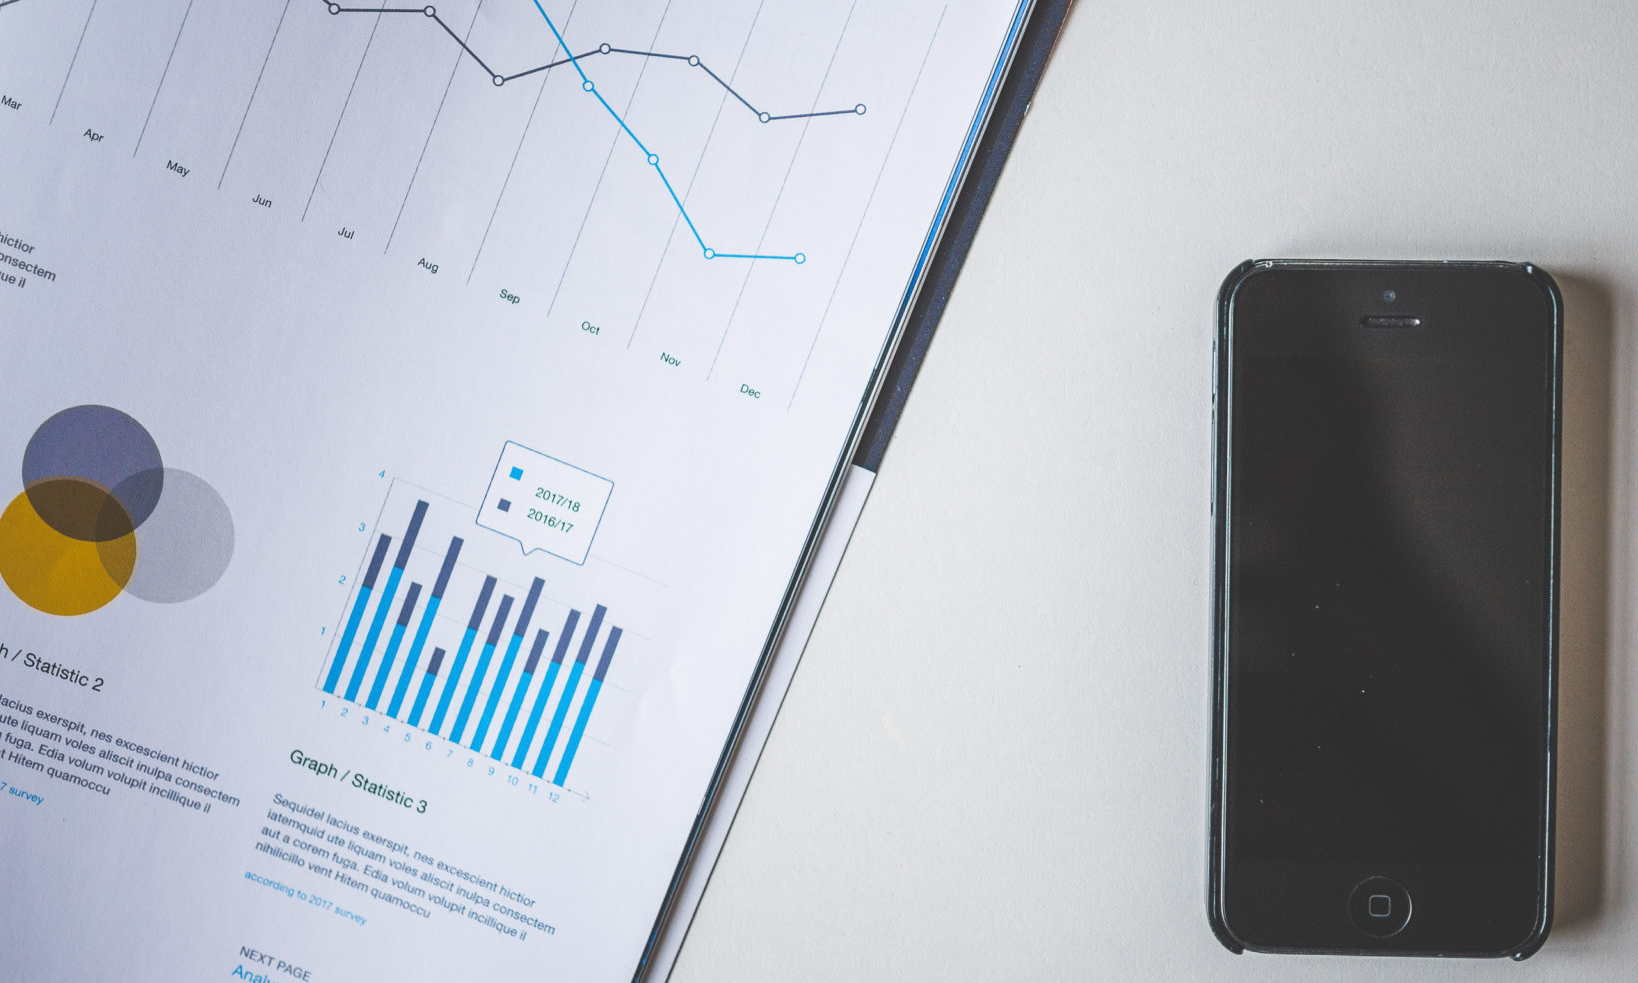 Mar
Apr
May
Jun
Jul
Aug
Sep
Oct
Nov
Dec
hictior
onsectem
ue il
2017/18
2016/17
4
3
2
1
1 2 3 4 5 6 7 8 9 10 11 12
h / Statistic 2
lacius exerspit, nes excescient hictior
ute liquam voles aliscit inulpa consectem
fuga. Edia volum volupit incillique il
t Hitem quamoccu
7 survey
Graph / Statistic 3
Sequidel lacius exerspit, nes excescient hictior
iatemquid ute liquam voles aliscit inulpa consectem
aut a corem fuga. Edia volum volupit incillique il
nihilicillo vent Hitem quamoccu
according to 2017 survey
NEXT PAGE
Analy